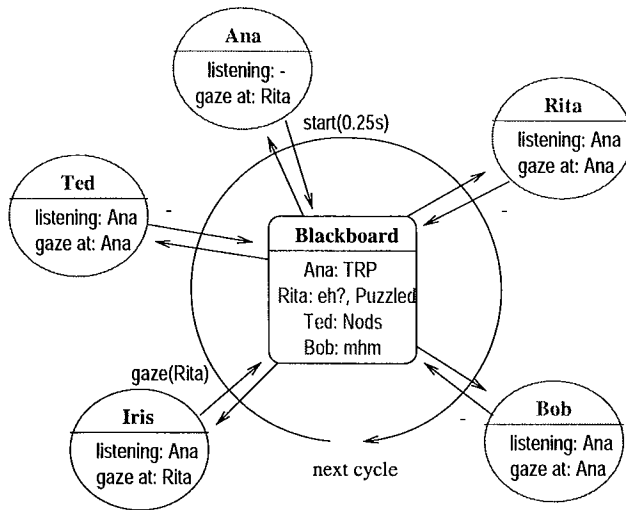 Ana
listening: -
gaze at: Rita
start(0.25s)
Rita
listening: Ana
gaze at: Ana
-
Ted
listening: Ana
gaze at: Ana
-
Blackboard
Ana: TRP
Rita: eh?, Puzzled
Ted: Nods
Bob: mhm
gaze(Rita)
Iris
listening: Ana
gaze at: Rita
Bob
listening: Ana
gaze at: Ana
-
next cycle